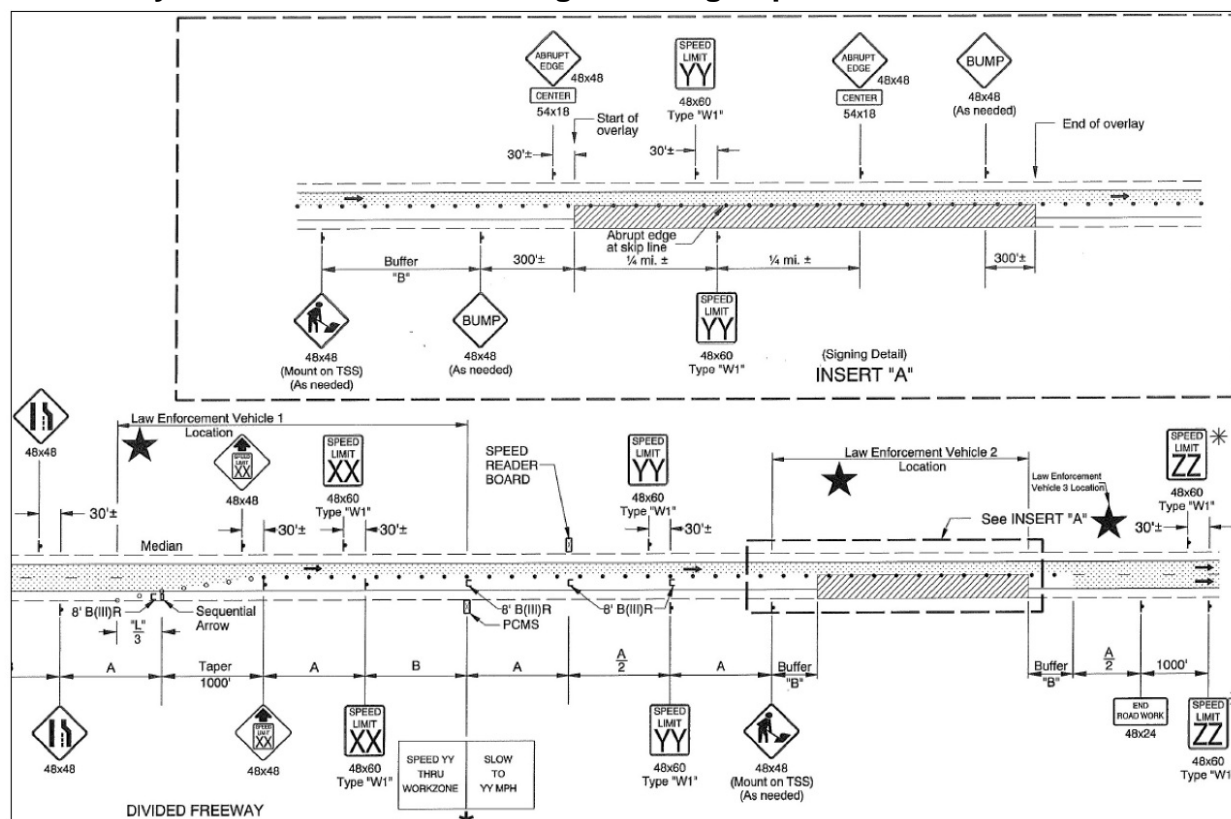 ABRUPT
EDGE
48x48
CENTER
54x18
Start of
overlay
30'±
SPEED
LIMIT
YY
48x60
Type "W1"
30'±
ABRUPT
EDGE
48x48
CENTER
54x18
BUMP
48x48
(As needed)
End of overlay
Abrupt edge
at skip line
Buffer
"B"
300'±
¼ mi. ±
¼ mi. ±
300'±
48x48
(Mount on TSS)
(As needed)
BUMP
48x48
(As needed)
SPEED
LIMIT
YY
48x60
Type "W1"
(Signing Detail)
INSERT "A"
48x48
30'±
Law Enforcement Vehicle 1
Location
SPEED
LIMIT
XX
48x48
30'±
SPEED
LIMIT
XX
48x60
Type "W1"
30'±
SPEED
READER
BOARD
SPEED
LIMIT
YY
48x60
Type "W1"
30'±
Law Enforcement Vehicle 2
Location
See INSERT "A"
Law Enforcement
Vehicle 3 Location
SPEED
LIMIT
ZZ
48x60
Type "W1"
30'±
Median
8' B(III)R
Sequential
Arrow
"L"
3
8' B(III)R
PCMS
8' B(III)R
A
Taper
1000'
A
B
A
A
2
A
Buffer
"B"
Buffer
"B"
A
2
1000'
48x48
SPEED
LIMIT
XX
48x48
SPEED
LIMIT
XX
48x60
Type "W1"
SPEED YY
THRU
WORKZONE
SLOW
TO
YY MPH
SPEED
LIMIT
YY
48x60
Type "W1"
48x48
(Mount on TSS)
(As needed)
END
ROAD WORK
48x24
SPEED
LIMIT
ZZ
48x60
Type "W1
DIVIDED FREEWAY